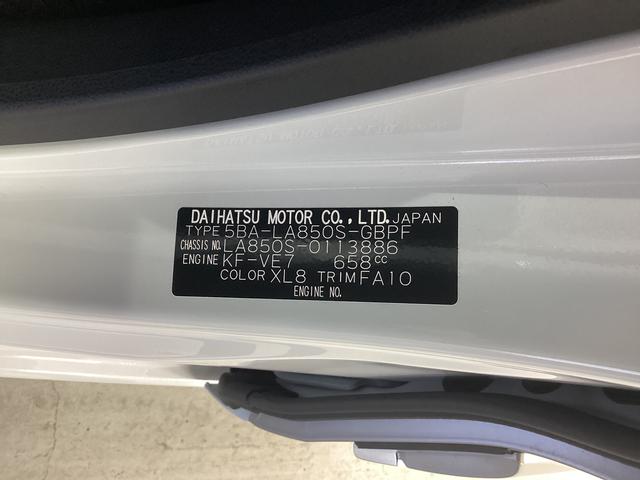 DAIHATSU MOTOR CO.,LTD. JAPAN
TYPE 5BA-LA850S-GBPF
CHASSIS NO. LA850S-0113886
ENGINE KF-VE7 658CC
COLOR XL8 TRIM FA10
ENGINE NO.